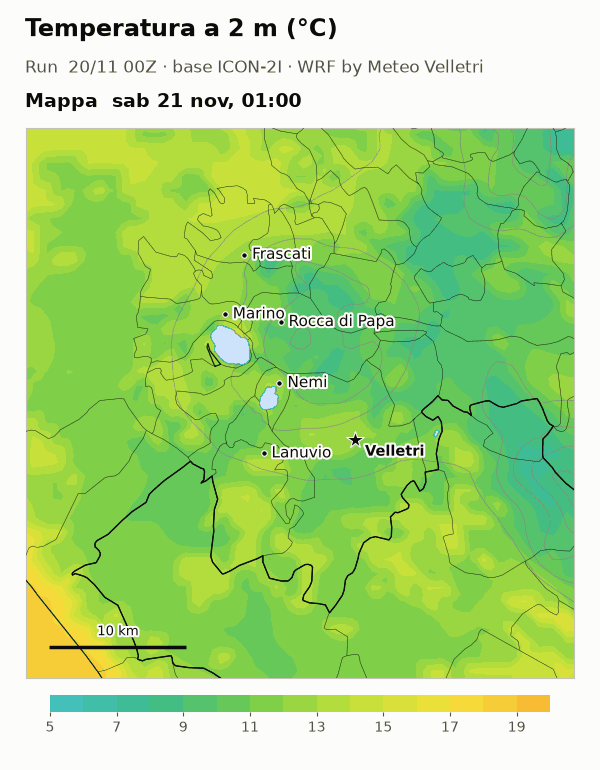 Temperatura a 2 m (°C)
Run  20/11 00Z · base ICON-2I · WRF by Meteo Velletri
Mappa  sab 21 nov, 01:00
Frascati
Marino
Rocca di Papa
Nemi
Velletri
Lanuvio
10 km
5 7 9 11 13 15 17 19